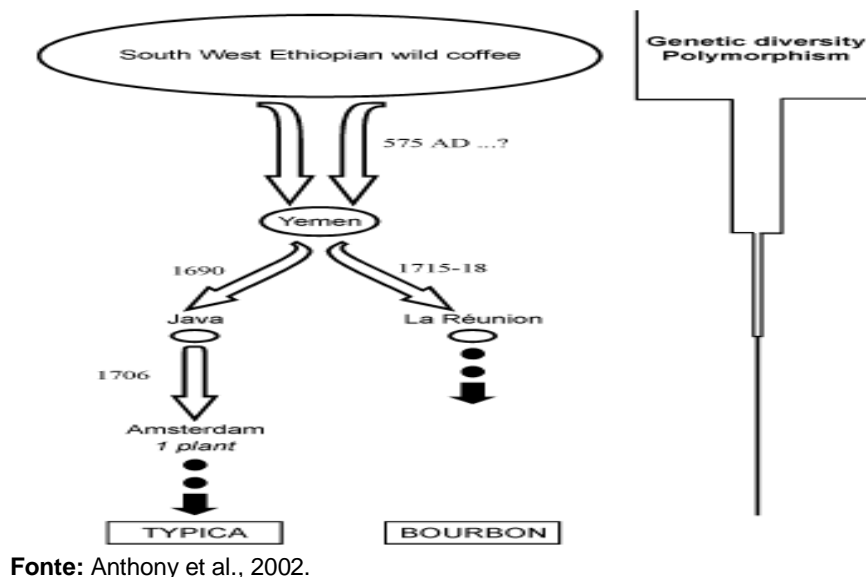 South West Ethiopian wild coffee
Genetic diversity
Polymorphism
575 AD ...?
Yemen
1690
1715-18
Java
La Réunion
1706
Amsterdam
1 plant
TYPICA
BOURBON
Fonte: Anthony et al., 2002.